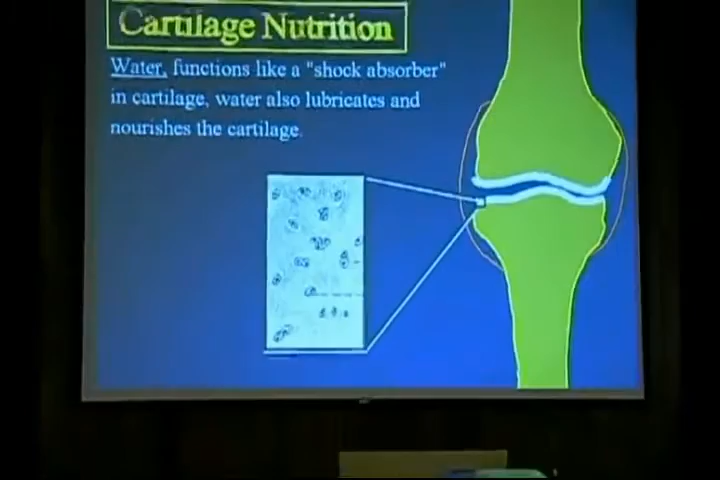 Cartilage Nutrition
Water, functions like a "shock absorber"
in cartilage, water also lubricates and
nourishes the cartilage.